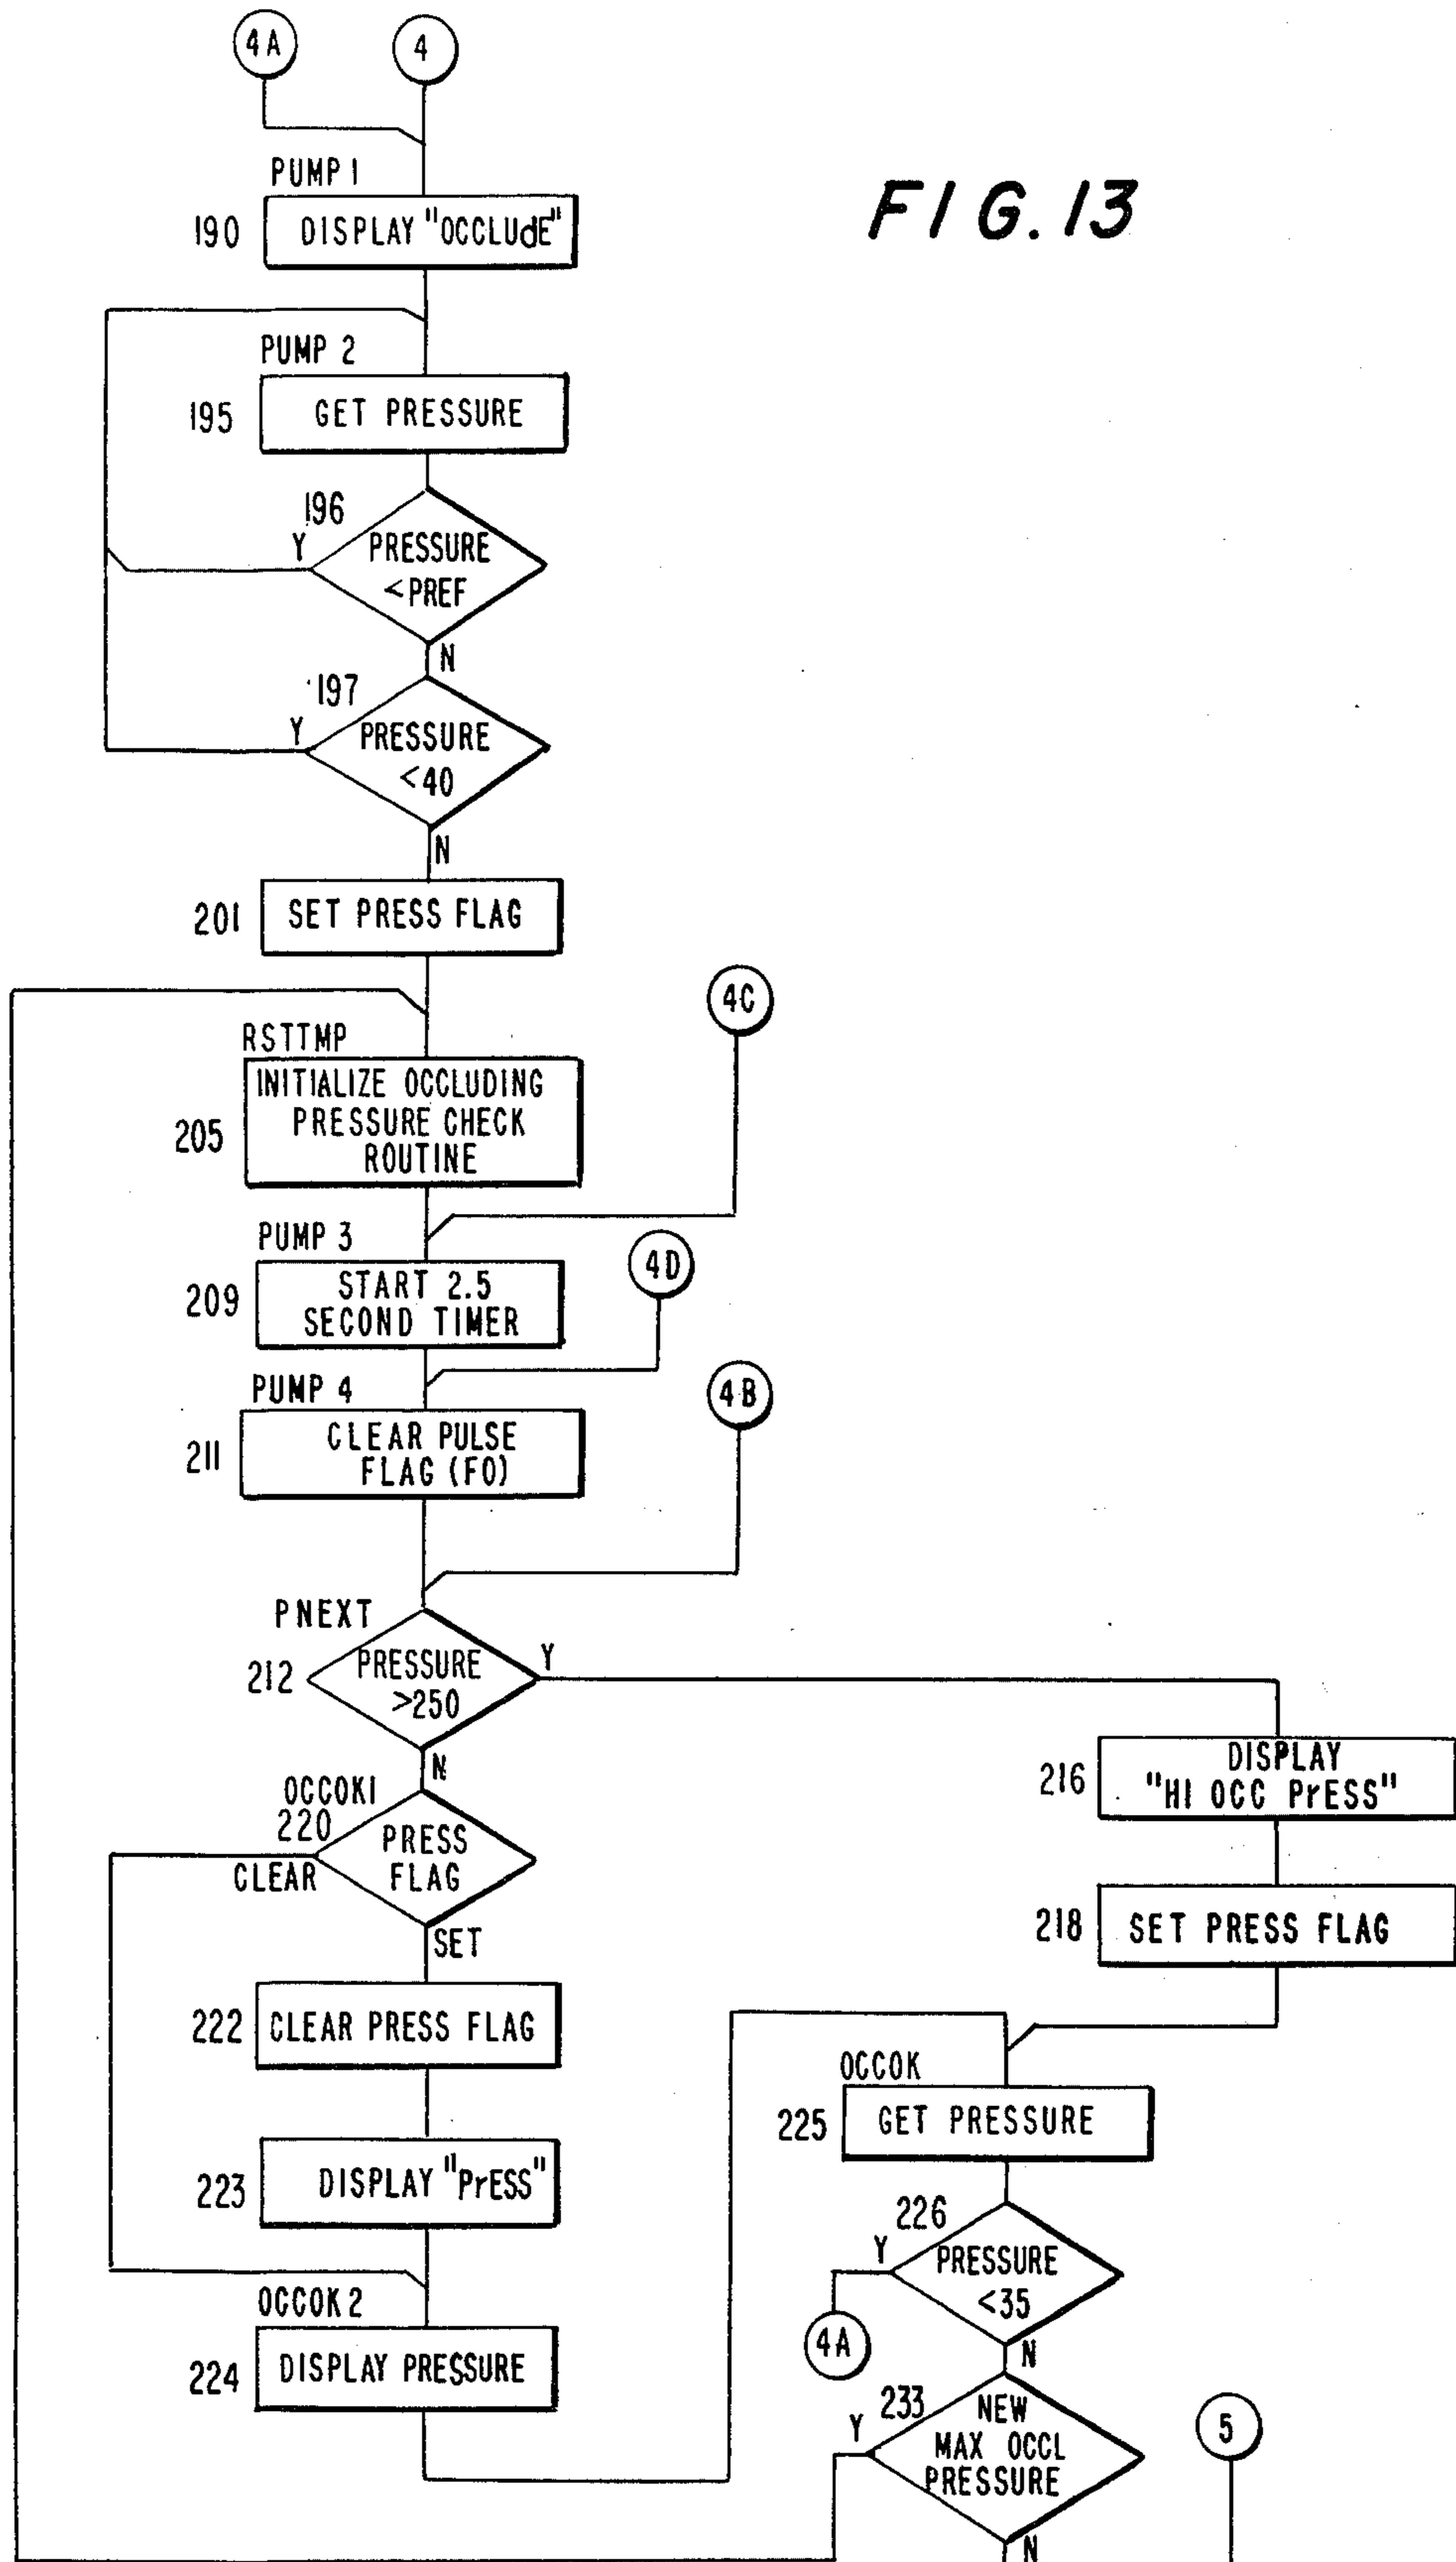 4A
4
FIG. 13
PUMP 1
190
DISPLAY "OCCLUdE"
PUMP 2
195
GET PRESSURE
196
Y
PRESSURE
<PREF
N
197
Y
PRESSURE
<40
N
201
SET PRESS FLAG
4C
RSTTMP
205
INITIALIZE OCCLUDING
PRESSURE CHECK
ROUTINE
PUMP 3
209
START 2.5
SECOND TIMER
4D
PUMP 4
211
CLEAR PULSE
FLAG (F0)
4B
PNEXT
212
PRESSURE
>250
Y
N
216
DISPLAY
"HI OCC PrESS"
218
SET PRESS FLAG
OCCOK1
220
PRESS
FLAG
CLEAR
SET
222
CLEAR PRESS FLAG
223
DISPLAY "PrESS"
OCCOK 2
224
DISPLAY PRESSURE
OCCOK
225
GET PRESSURE
226
Y
PRESSURE
<35
4A
N
233
Y
NEW
MAX OCCL
PRESSURE
N
5